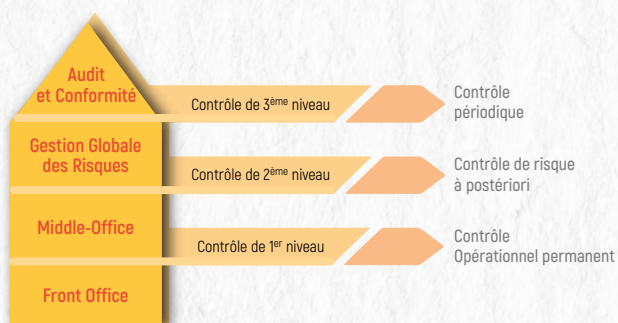 Audit
et Conformité
Contrôle de 3ème niveau
Contrôle
périodique
Gestion Globale
des Risques
Contrôle de 2ème niveau
Contrôle de risque
à postériori
Middle-Office
Contrôle de 1er niveau
Contrôle
Opérationnel permanent
Front Office